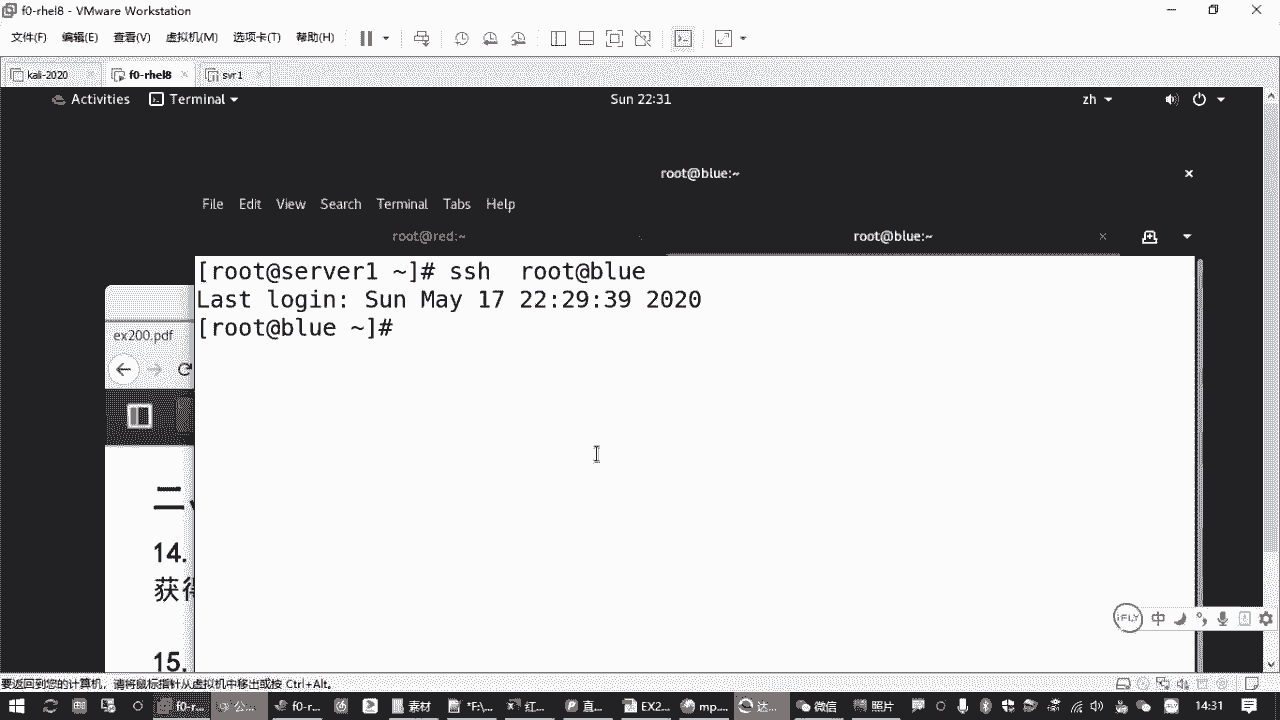 f0-rhel8 - VMware Workstation
文件(F) 编辑(E) 查看(V) 虚拟机(M) 选项卡(T) 帮助(H)
kali-2020 f0-rhel8 svr1
Activities Terminal Sun 22:31 zh
root@blue:~
File Edit View Search Terminal Tabs Help
root@red:~ root@blue:~
[root@server1 ~]# ssh  root@blue
Last login: Sun May 17 22:29:39 2020
[root@blue ~]#
ex200.pdf
二、
14.
获得
15.
iFLY 中
要返回到您的计算机，请将鼠标指针从虚拟机中移出或按 Ctrl+Alt。
f0-r... 公... f0-r... 素材 "F\... 红... 直... EX2... mp... 达... 微信 照片 英 14:31